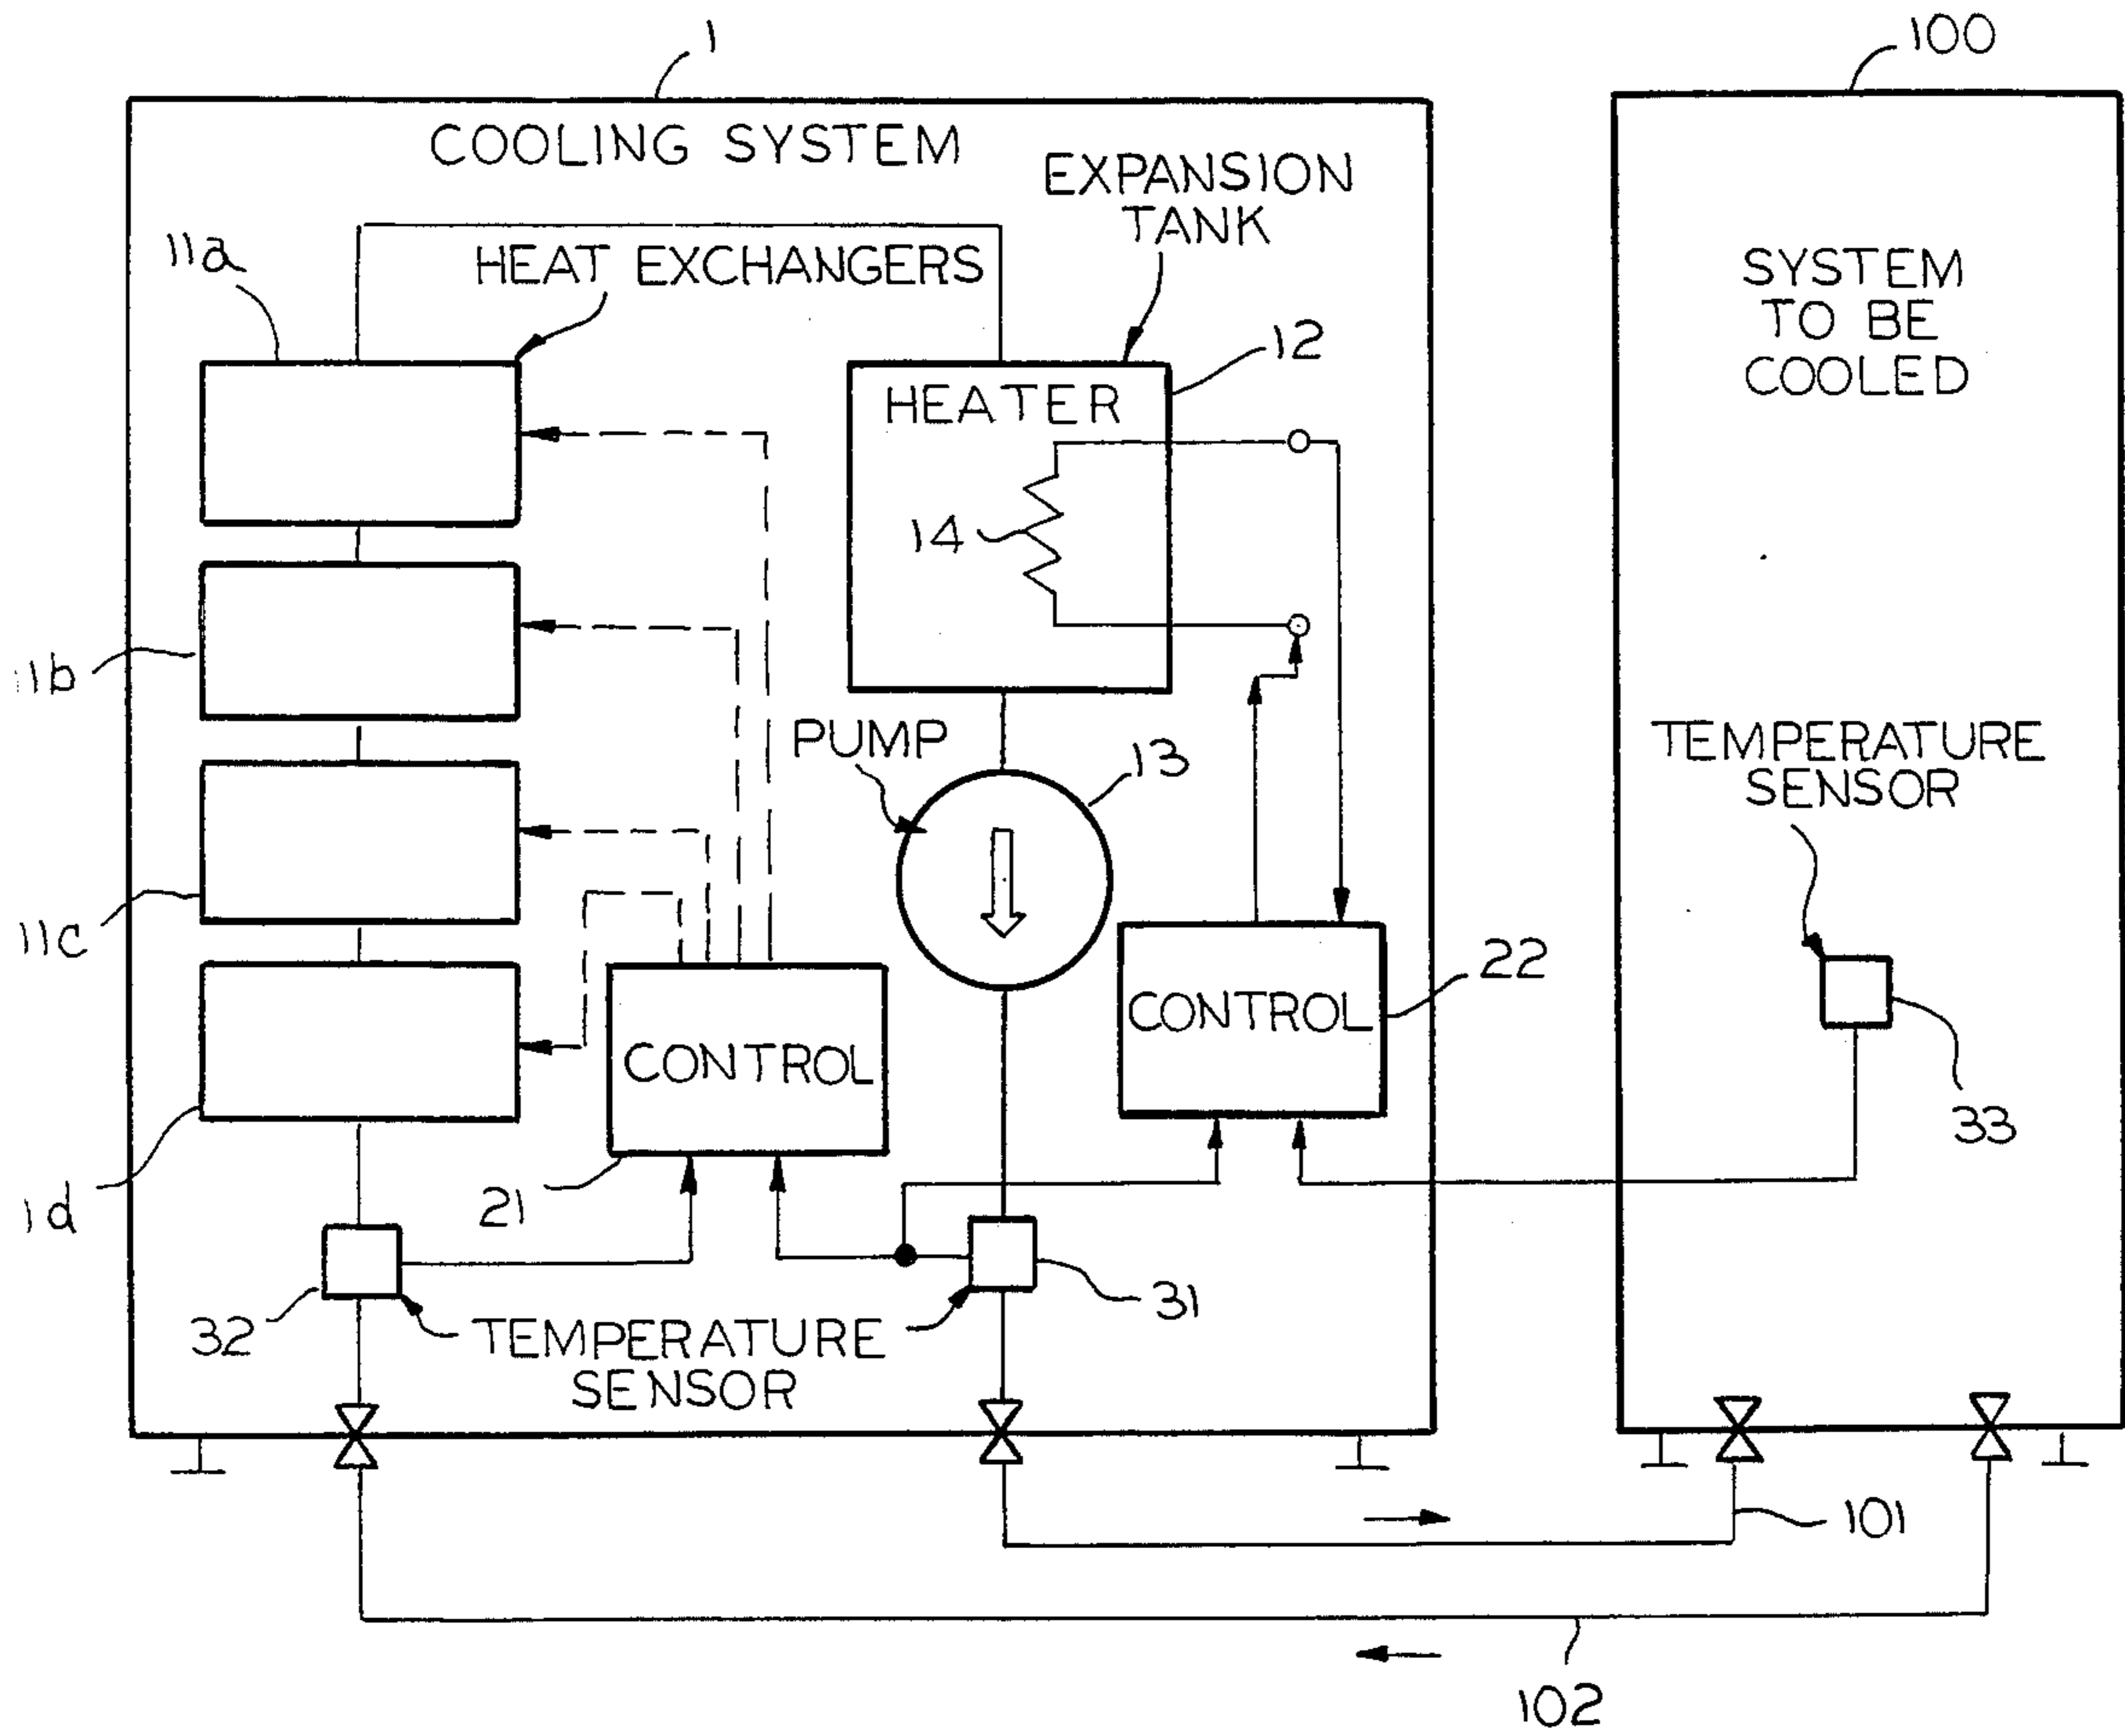 1
100
COOLING SYSTEM
EXPANSION
TANK
11a
HEAT EXCHANGERS
SYSTEM
TO BE
COOLED
12
HEATER
14
11b
PUMP
13
TEMPERATURE
SENSOR
11c
22
CONTROL
CONTROL
33
1d
21
31
32
TEMPERATURE
SENSOR
101
102